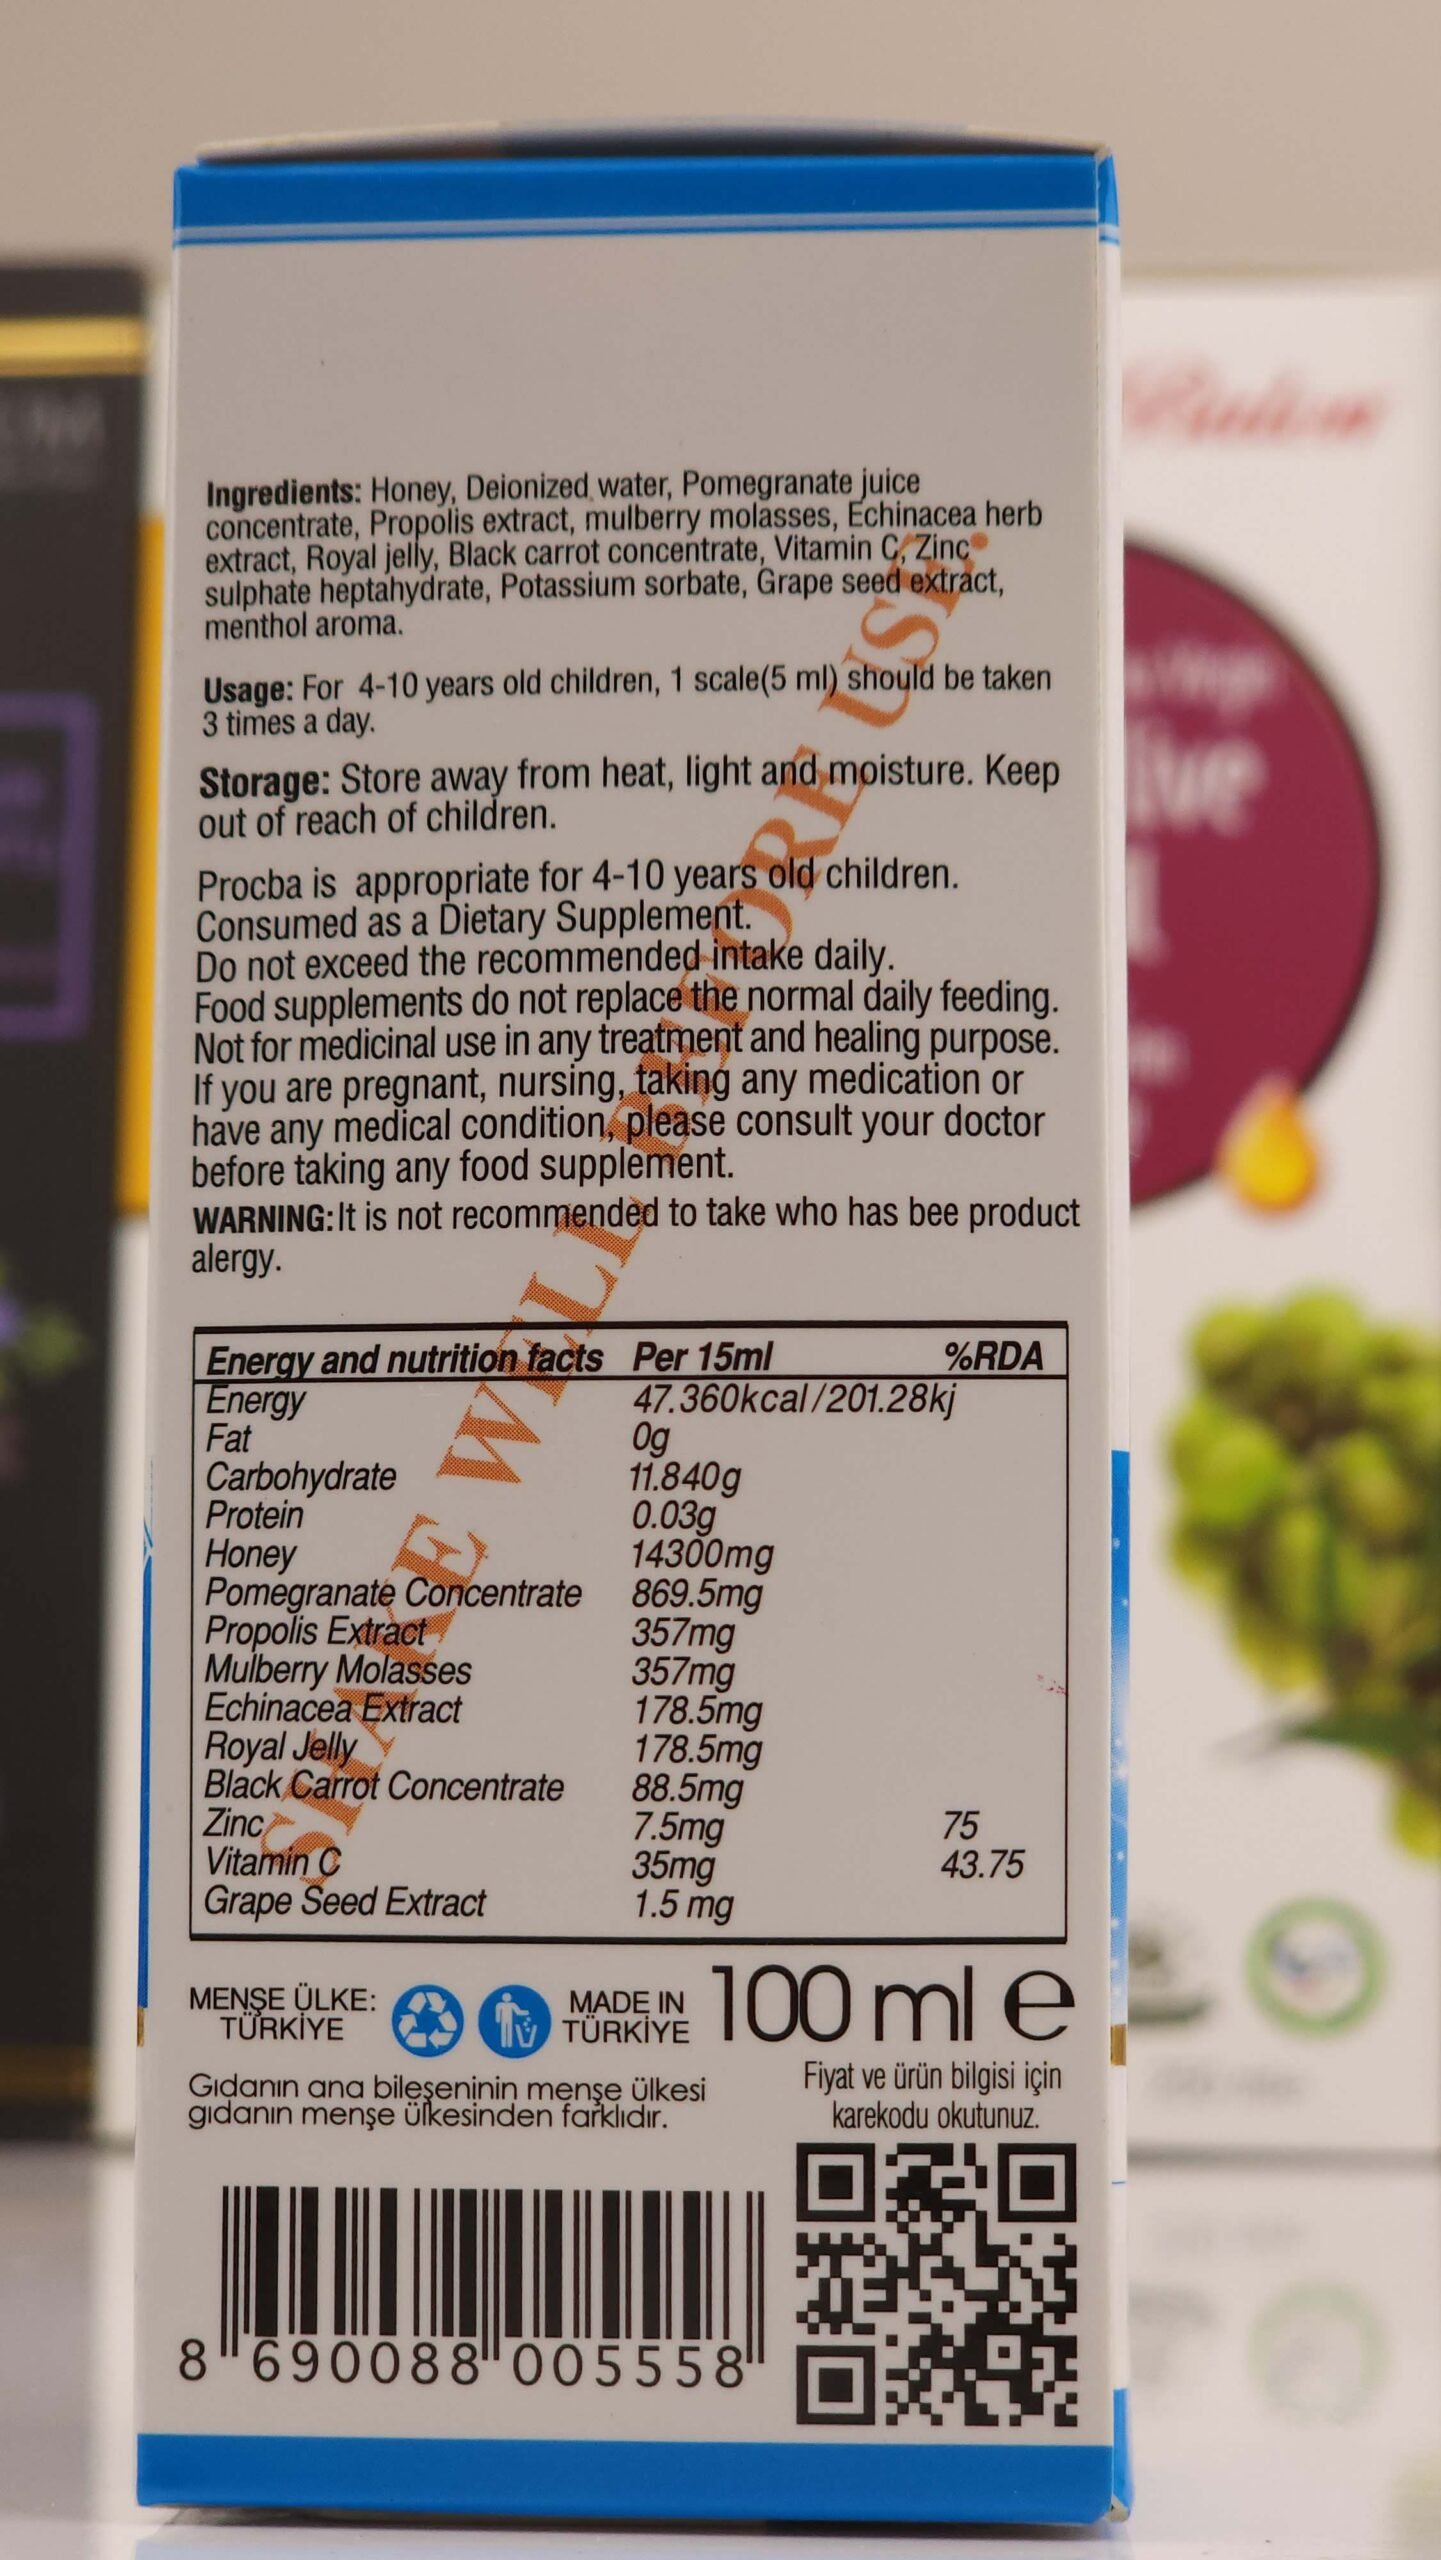 Ingredients: Honey, Deionized water, Pomegranate juice
concentrate, Propolis extract, mulberry molasses, Echinacea herb
extract, Royal jelly, Black carrot concentrate, Vitamin C, Zinc
sulphate heptahydrate, Potassium sorbate, Grape seed extract,
menthol aroma.
Usage: For 4-10 years old children, 1 scale(5 ml) should be taken
3 times a day.
Storage: Store away from heat, light and moisture. Keep
out of reach of children.
Procba is appropriate for 4-10 years old children.
Consumed as a Dietary Supplement.
Do not exceed the recommended intake daily.
Food supplements do not replace the normal daily feeding.
Not for medicinal use in any treatment and healing purpose.
If you are pregnant, nursing, taking any medication or
have any medical condition, please consult your doctor
before taking any food supplement.
WARNING:It is not recommended to take who has bee product
alergy.
SHAKE WELL BEFORE USE.
Energy and nutrition facts Per 15ml %RDA
Energy 47.360kcal/201.28kj
Fat 0g
Carbohydrate 11.840g
Protein 0.03g
Honey 14300mg
Pomegranate Concentrate 869.5mg
Propolis Extract 357mg
Mulberry Molasses 357mg
Echinacea Extract 178.5mg
Royal Jelly 178.5mg
Black Carrot Concentrate 88.5mg
Zinc 7.5mg 75
Vitamin C 35mg 43.75
Grape Seed Extract 1.5 mg
MENŞE ÜLKE:
TÜRKİYE
MADE IN
TÜRKİYE
100 ml e
Gıdanın ana bileşeninin menşe ülkesi
gıdanın menşe ülkesinden farklıdır.
Fiyat ve ürün bilgisi için
karekodu okutunuz.
8 690088 005558